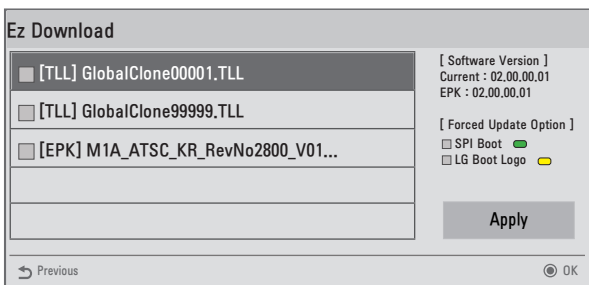 Ez Download
[TLL] GlobalClone00001.TLL
[TLL] GlobalClone99999.TLL
[EPK] M1A_ATSC_KR_RevNo2800_V01...
[ Software Version ]
Current : 02.00.00.01
EPK : 02.00.00.01
[ Forced Update Option ]
SPI Boot
LG Boot Logo
Apply
Previous
OK